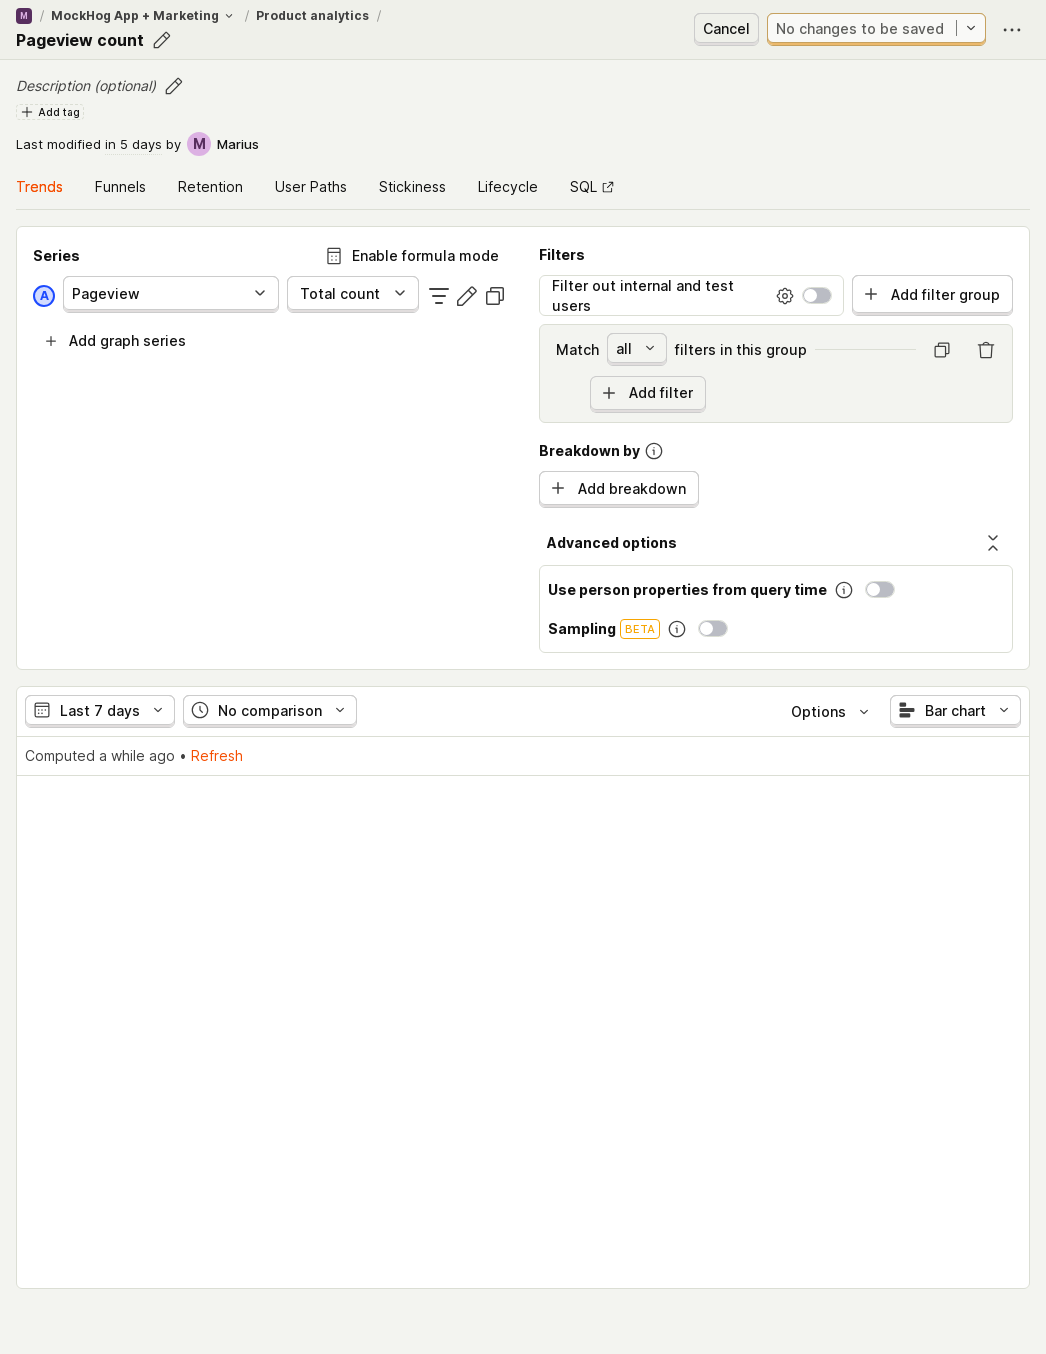 M / MockHog App + Marketing / Product analytics /
Pageview count
Cancel
No changes to be saved
Description (optional)
Add tag
Last modified in 5 days by M Marius
Trends Funnels Retention User Paths Stickiness Lifecycle SQL
Series
Enable formula mode
A Pageview Total count
Add graph series
Filters
Filter out internal and test
users
Add filter group
Match all filters in this group
Add filter
Breakdown by
Add breakdown
Advanced options
Use person properties from query time
Sampling BETA
Last 7 days No comparison Options Bar chart
Computed a while ago • Refresh